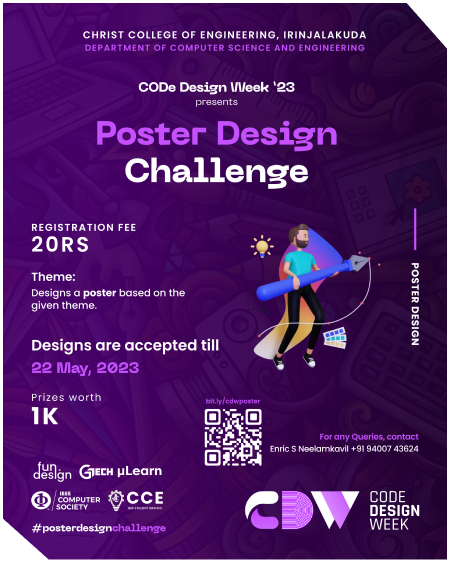 CHRIST COLLEGE OF ENGINEERING, IRINJALAKUDA
DEPARTMENT OF COMPUTER SCIENCE AND ENGINEERING
CODe Design Week '23
presents
Poster Design
Challenge
REGISTRATION FEE
20RS
Theme:
Designs a poster based on the
given theme.
Designs are accepted till
22 May, 2023
Prizes worth
1K
POSTER DESIGN
bit.ly/cdwposter
For any Queries, contact
Enric S Neelamkavil +91 94007 43624
fun.
design
GTECH µLearn
IEEE
COMPUTER
SOCIETY
CCE
#posterdesignchallenge
CDW
CODE
DESIGN
WEEK